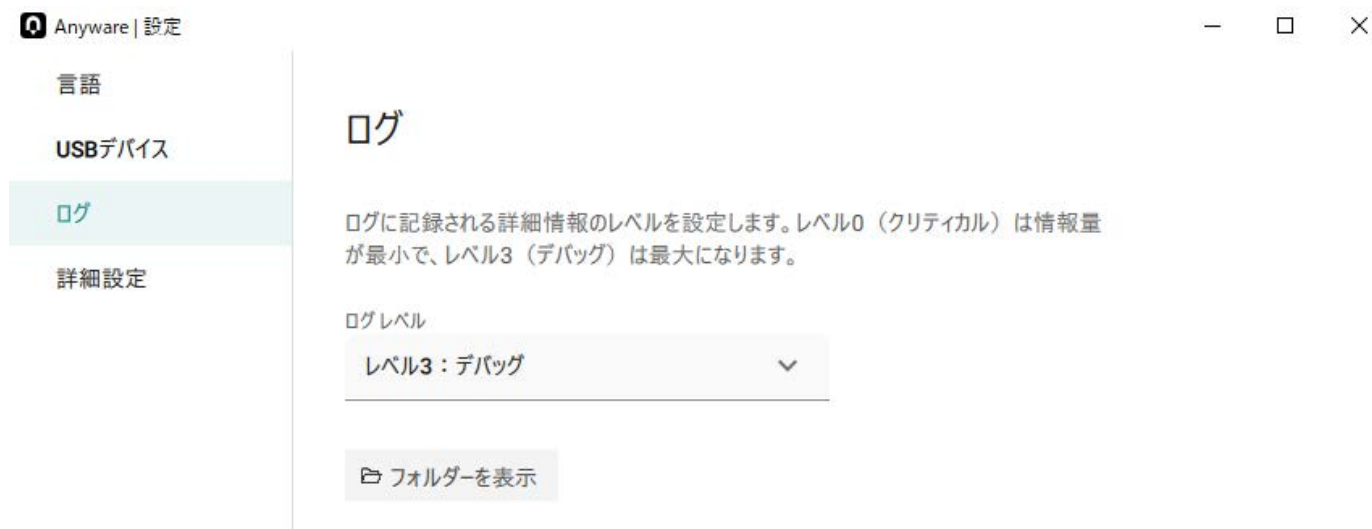 Anyware | 設定
言語
USBデバイス
ログ
詳細設定
ログ
ログに記録される詳細情報のレベルを設定します。レベル0（クリティカル）は情報量
が最小で、レベル3（デバッグ）は最大になります。
ログレベル
レベル3：デバッグ
フォルダーを表示